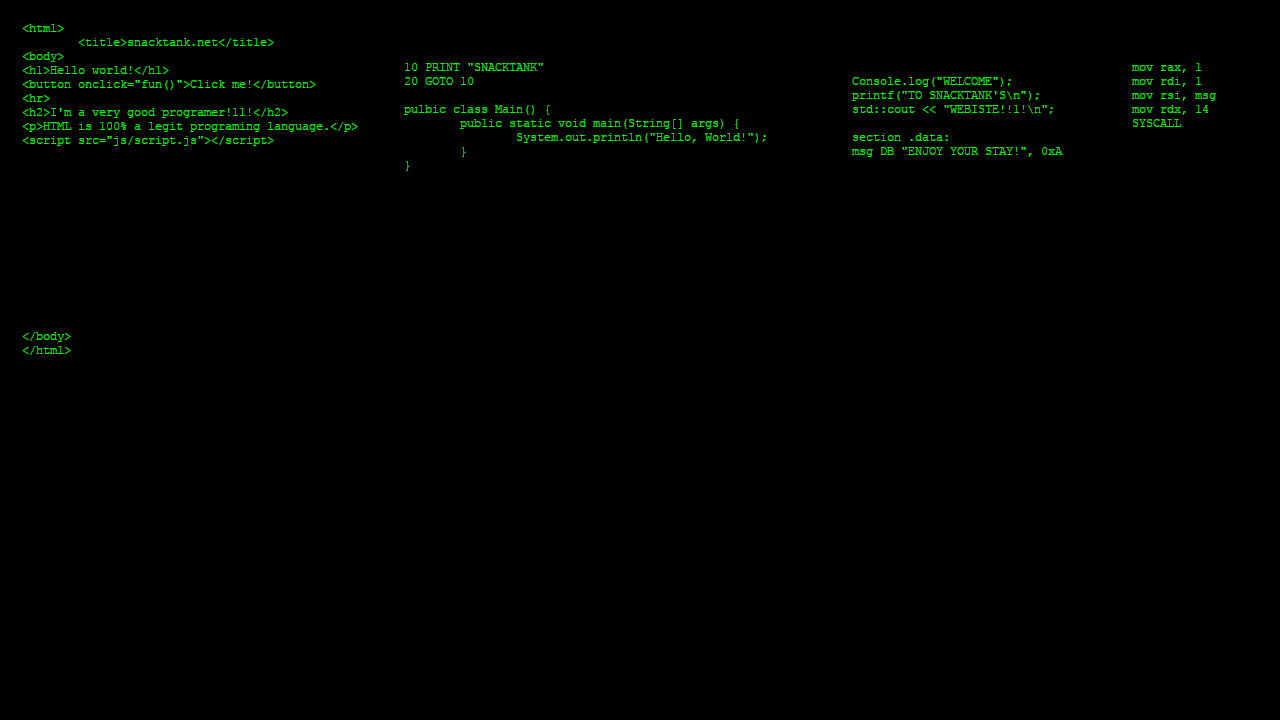 <html>
<title>snacktank.net</title>
<body>
<h1>Hello world!</h1>
<button onclick="fun()">Click me!</button>
<hr>
<h2>I'm a very good programer!l!</h2>
<p>HTML is 100% a legit programing language.</p>
<script src="js/script.js"></script>
</body>
</html>
10 PRINT "SNACKTANK"
20 GOTO 10
pulbic class Main() {
public static void main(String[] args) {
System.out.println("Hello, World!");
}
}
Console.log("WELCOME");
printf("TO SNACKTANK'S\n");
std::cout << "WEBISTE!!1!\n";
section .data:
msg DB "ENJOY YOUR STAY!", 0xA
mov rax, 1
mov rdi, 1
mov rsi, msg
mov rdx, 14
SYSCALL